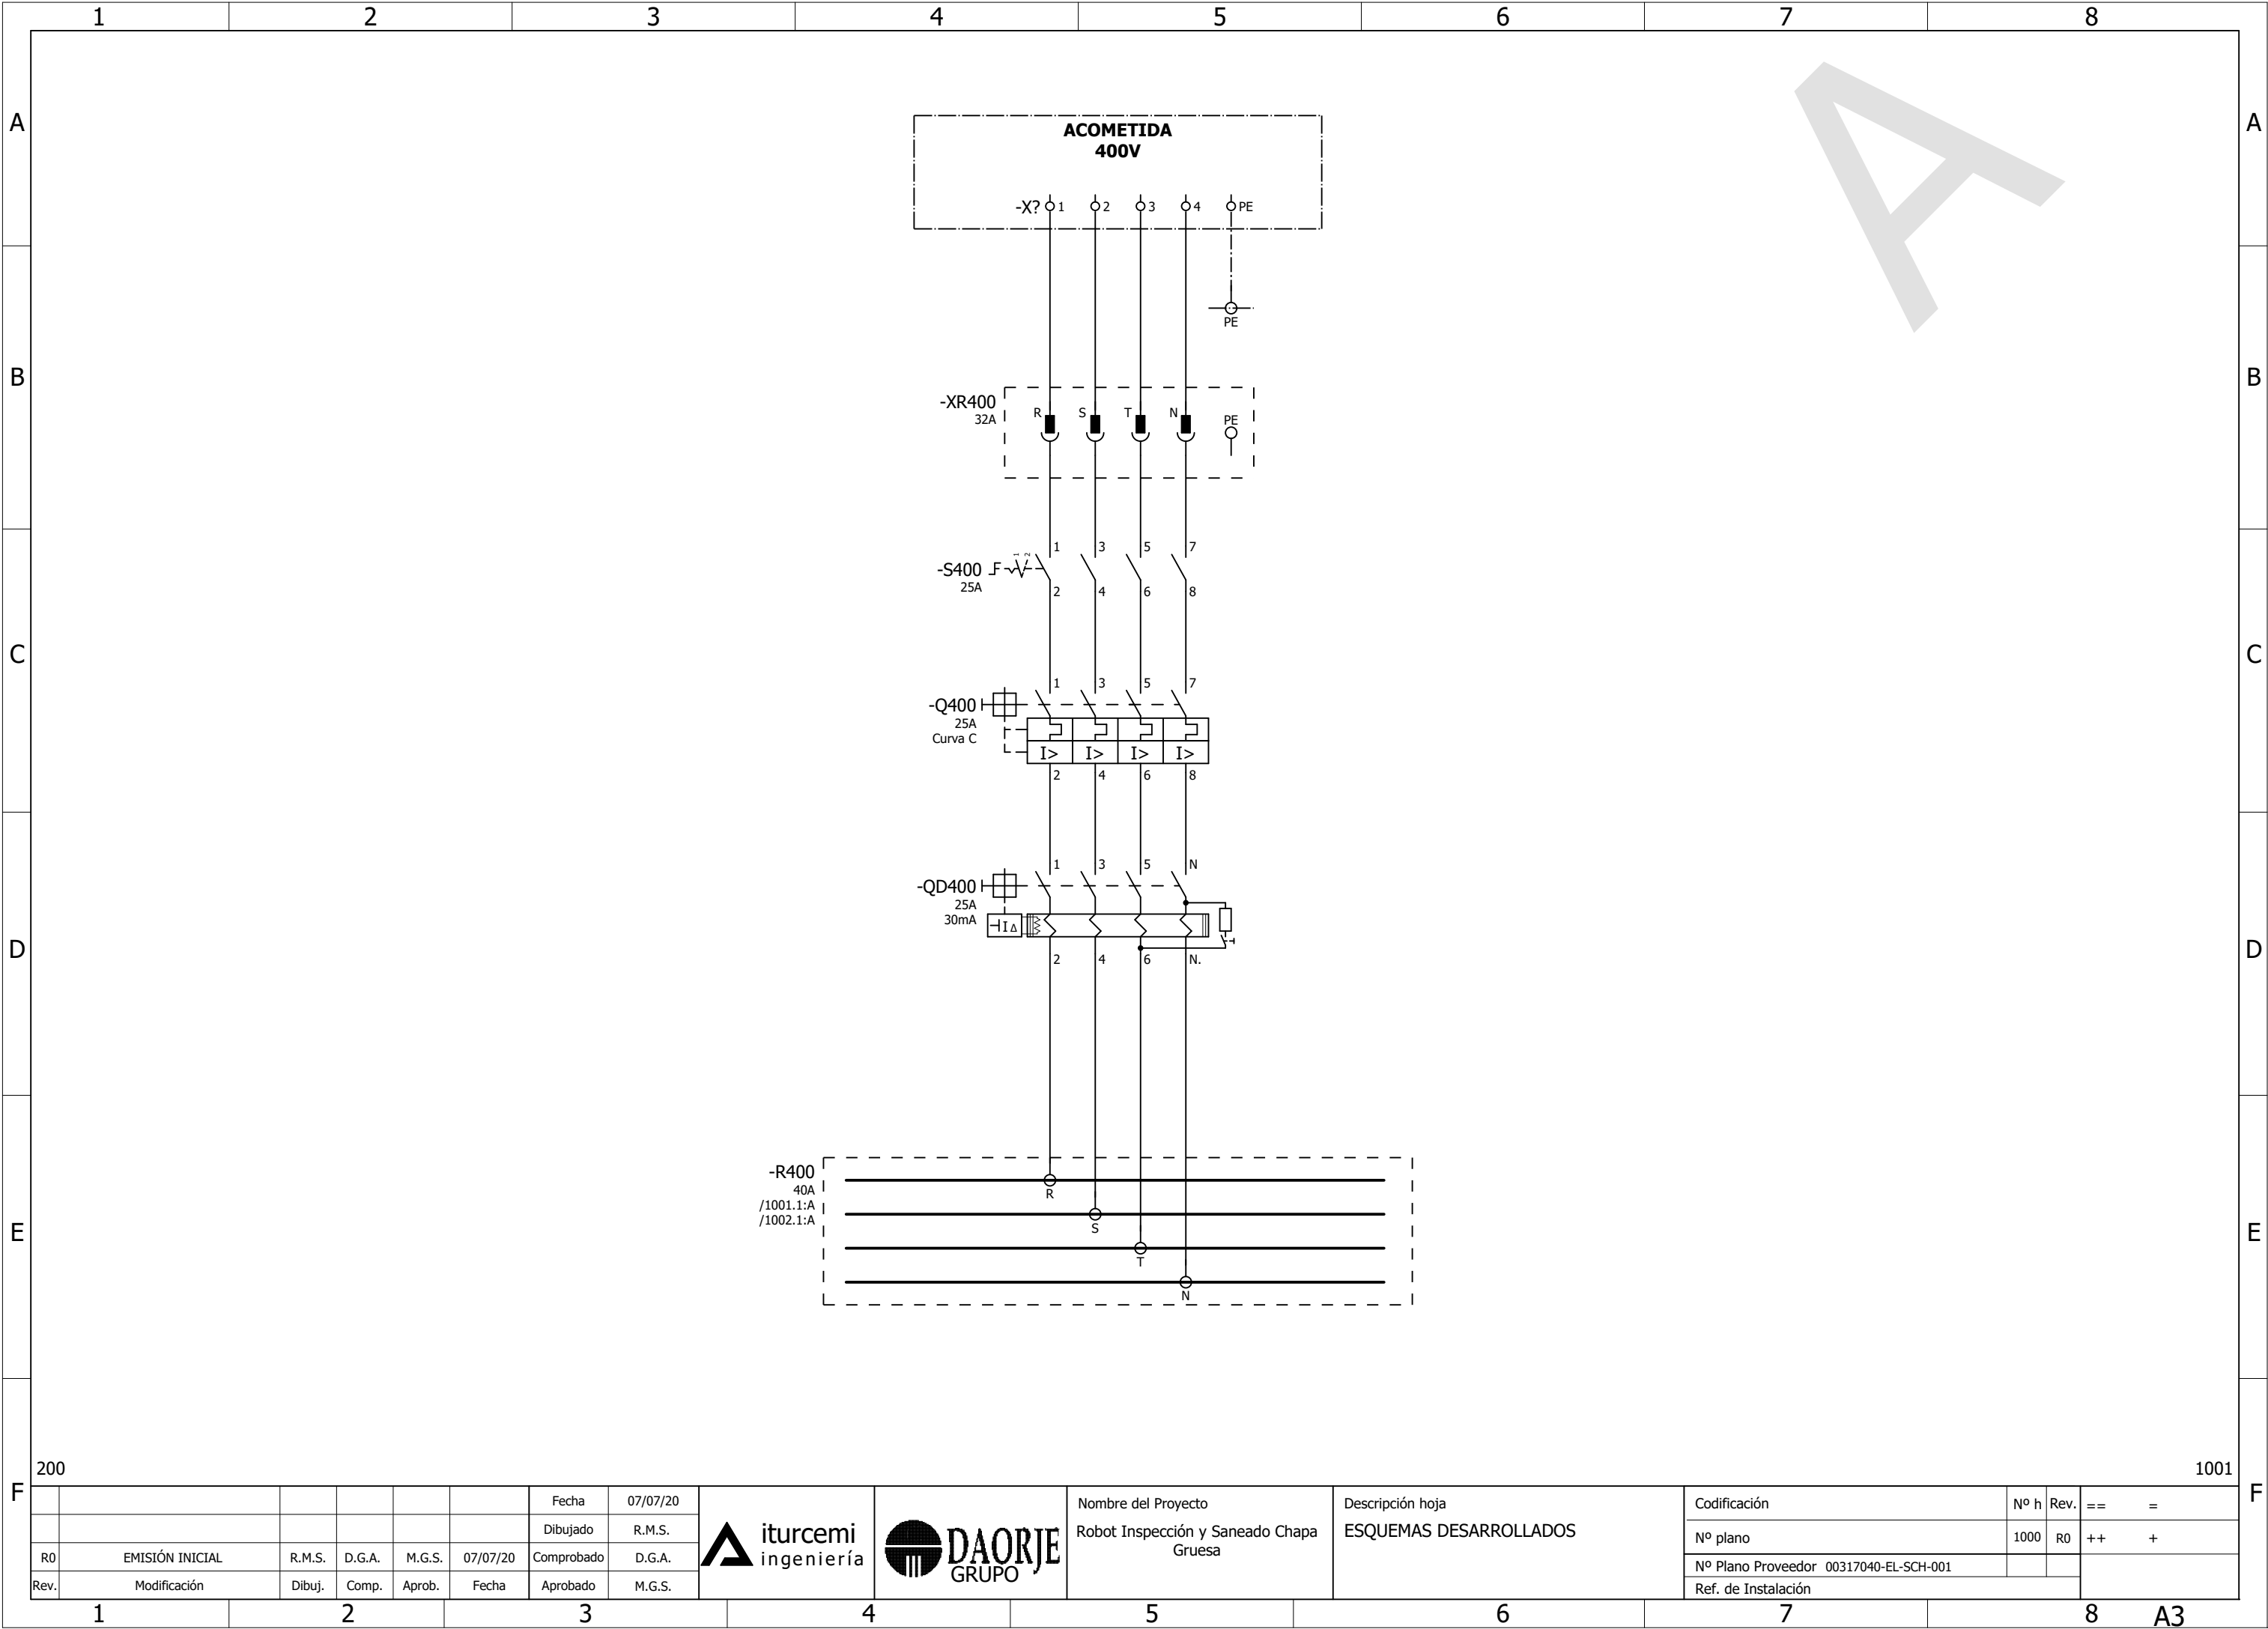 1 2 3 4 5 6 7 8
A A
A
ACOMETIDA
400V
-X? 1 2 3 4 PE
PE
B B
-XR400 R S T N PE
32A
1 3 5 7
1 2
-S400
25A
2 4 6 8
C C
1 3 5 7
-Q400
25A
Curva C
I> I> I> I>
2 4 6 8
1 3 5 N
-QD400
25A
30mA
I Δ
D D
2 4 6 N.
-R400
40A
/1001.1:A
/1002.1:A
R
S
T
N
E E
200 1001
F F
Fecha 07/07/20
Dibujado R.M.S.
R0 EMISIÓN INICIAL R.M.S. D.G.A. M.G.S. 07/07/20 Comprobado D.G.A.
Rev. Modificación Dibuj. Comp. Aprob. Fecha Aprobado M.G.S.
iturcemi
ingeniería
DAORJE
GRUPO
Nombre del Proyecto
Robot Inspección y Saneado Chapa
Gruesa
Descripción hoja
ESQUEMAS DESARROLLADOS
Codificación Nº h Rev. == =
Nº plano 1000 R0 ++ +
Nº Plano Proveedor 00317040-EL-SCH-001
Ref. de Instalación
1 2 3 4 5 6 7 8 A3